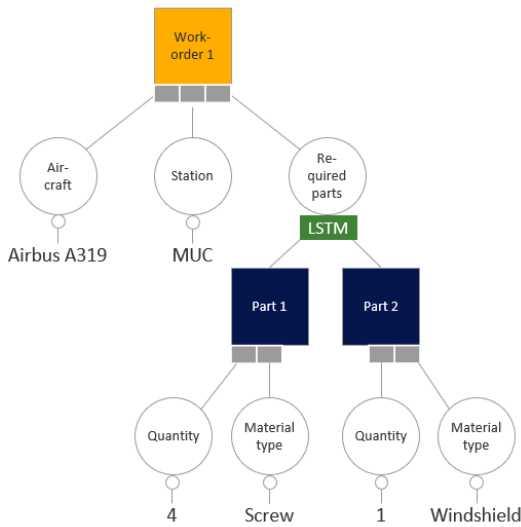 Work-
order 1
Air-
craft
Station
Re-
quired
parts
LSTM
Airbus A319
MUC
Part 1
Part 2
Quantity
Material
type
Quantity
Material
type
4
Screw
1
Windshield